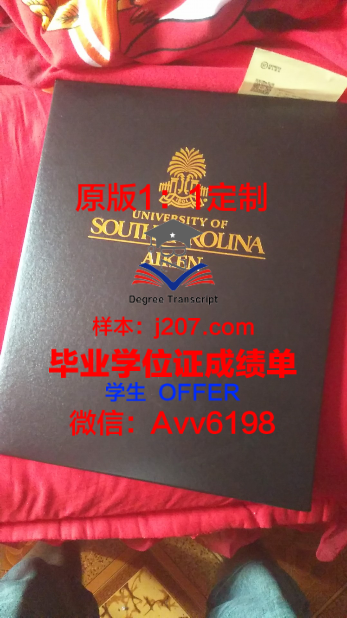 原版1：1定制
UNIVERSITY OF
SOUTH CAROLINA
AIKEN
Degree Transcript
样本：j207.com
毕业学位证成绩单
学生 OFFER
微信：Avv6198